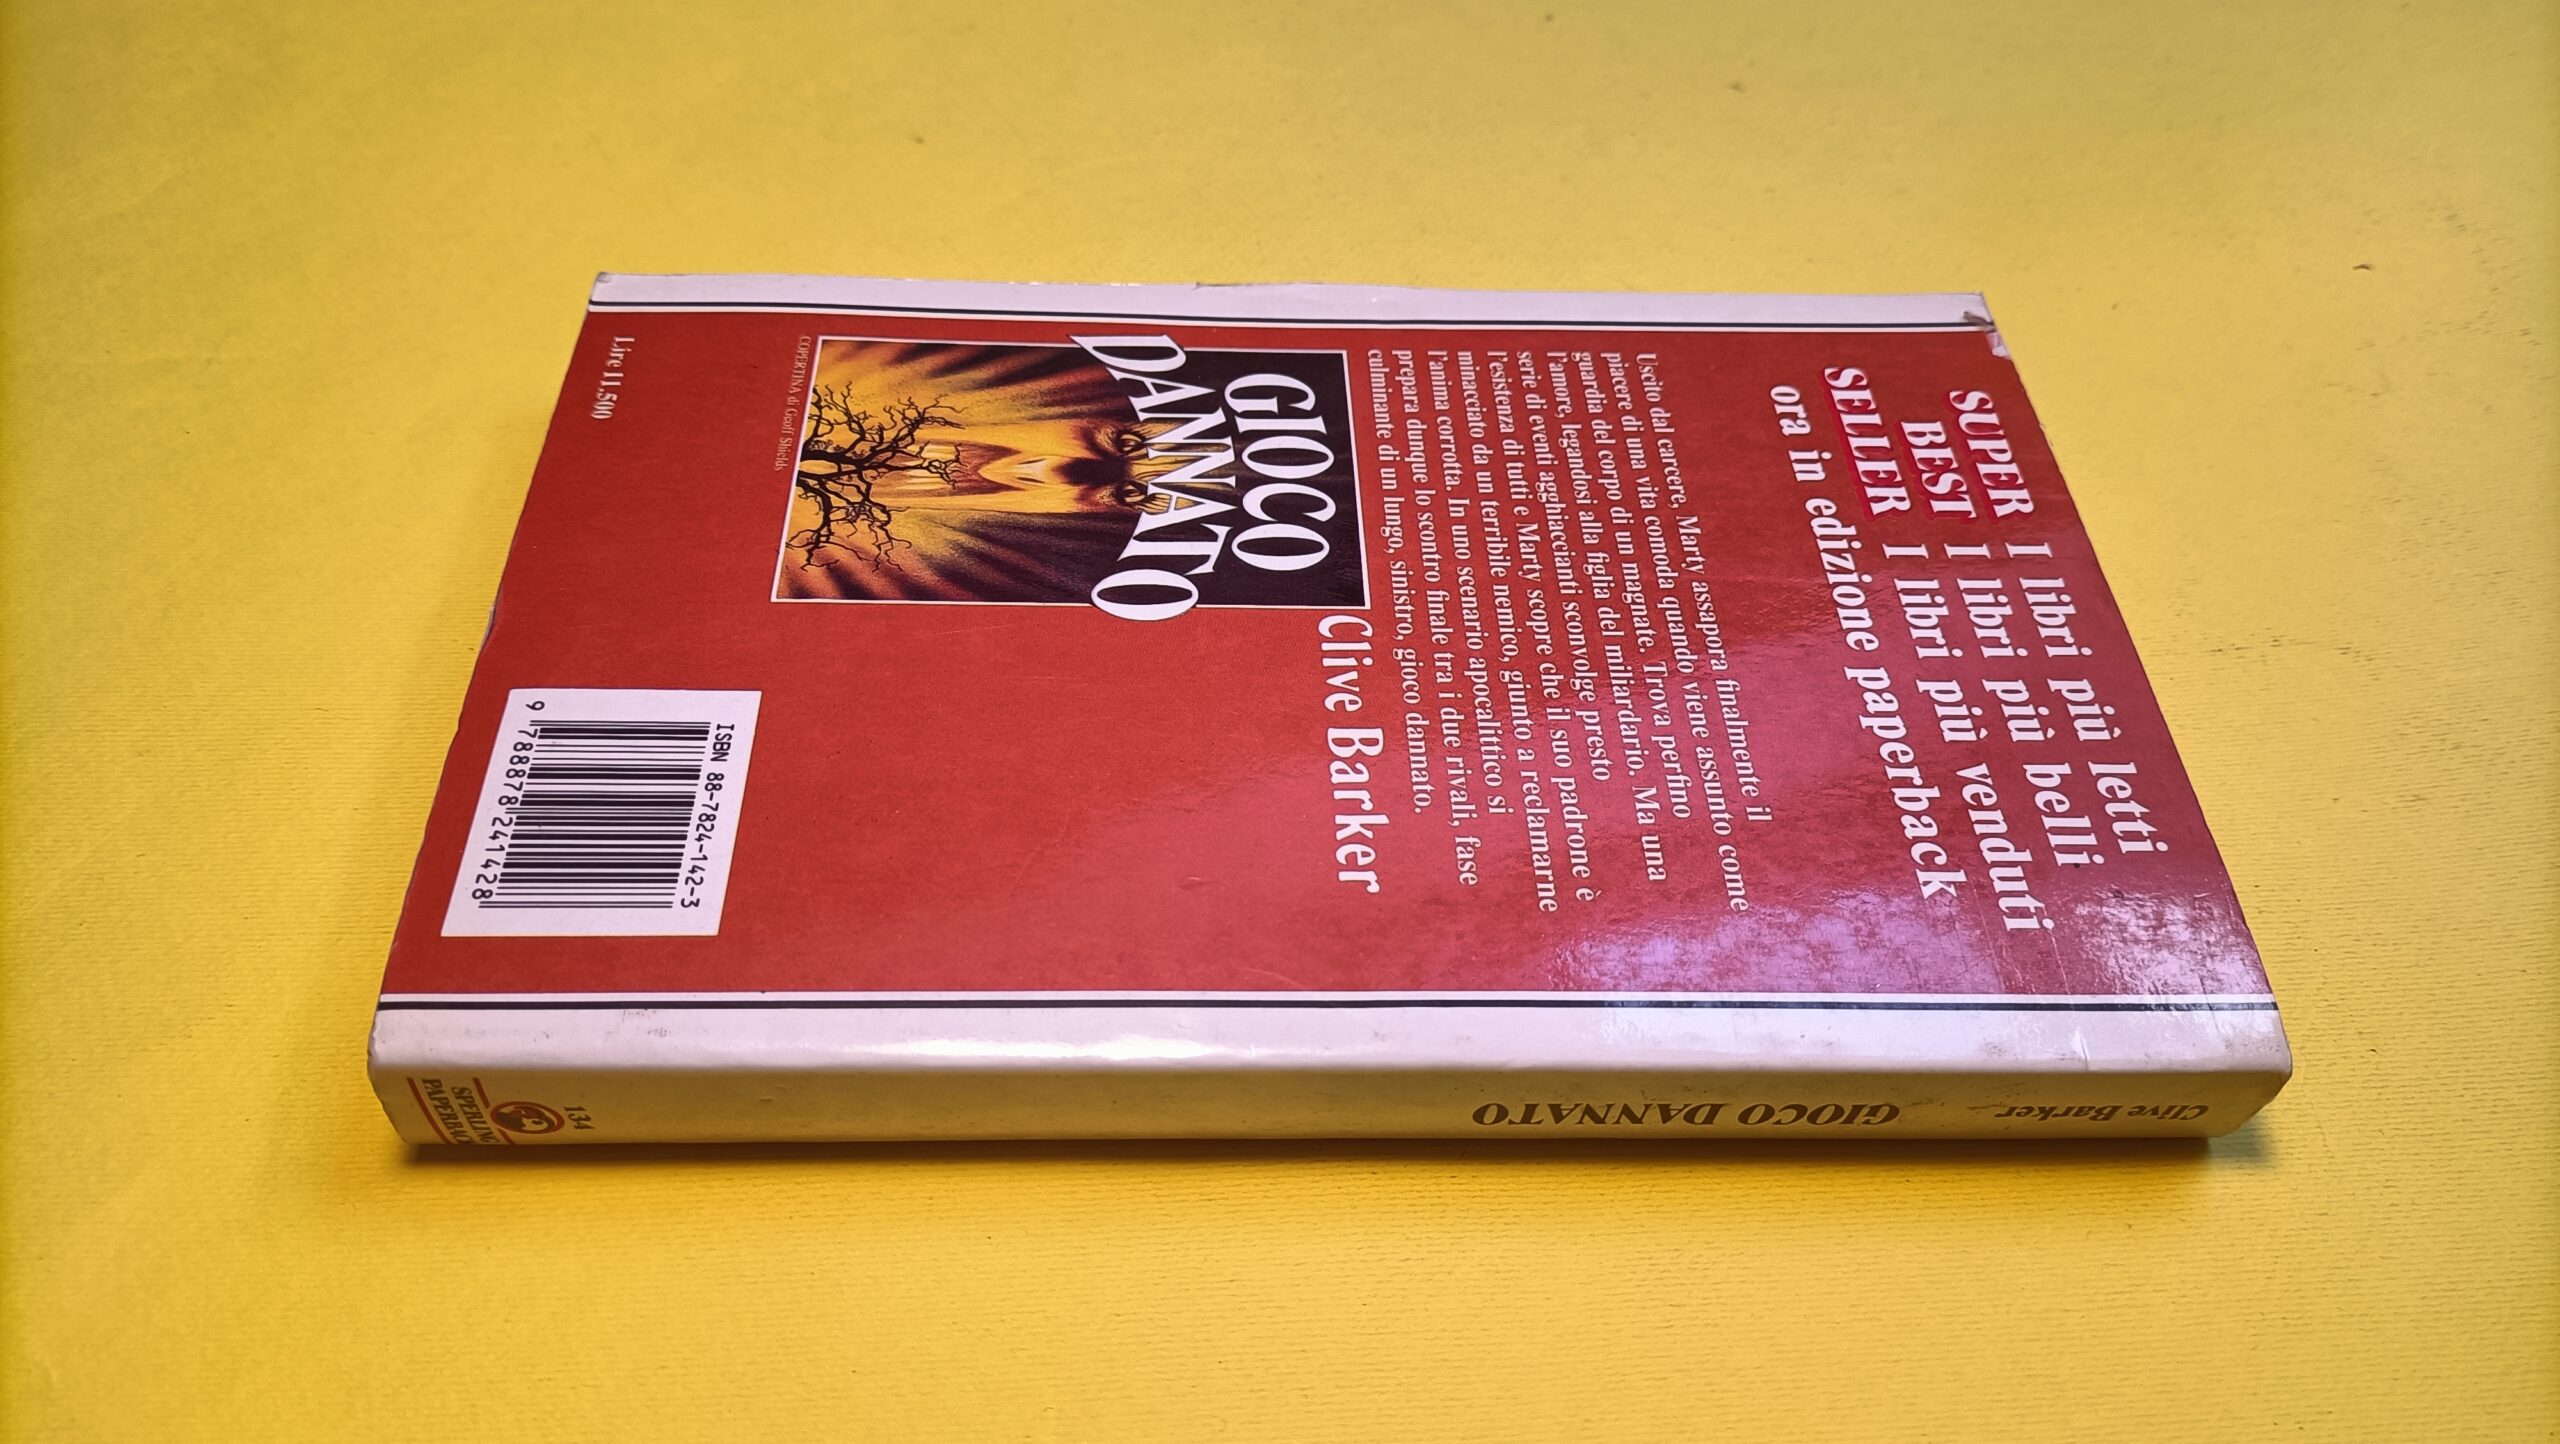 SUPER I libri più letti
BEST I libri più belli
SELLER I libri più venduti
ora in edizione paperback
Uscito dal carcere, Marty assapora finalmente il
piacere di una vita comoda quando viene assunto come
guardia del corpo di un magnate. Trova perfino
l'amore, legandosi alla figlia del miliardario. Ma una
serie di eventi agghiaccianti sconvolge presto
l'esistenza di tutti e Marty scopre che il suo padrone è
minacciato da un terribile nemico, giunto a reclamarne
l'anima corrotta. In uno scenario apocalittico si
prepara dunque lo scontro finale tra i due rivali, fase
culminante di un lungo, sinistro, gioco dannato.
Clive Barker
GIOCO
DANNATO
COPERTINA di Geoff Shields
Lire 11.500
ISBN 88-7824-142-3
9 788878 241428
Clive Barker
GIOCO DANNATO
134
SPERLING
PAPERBACK